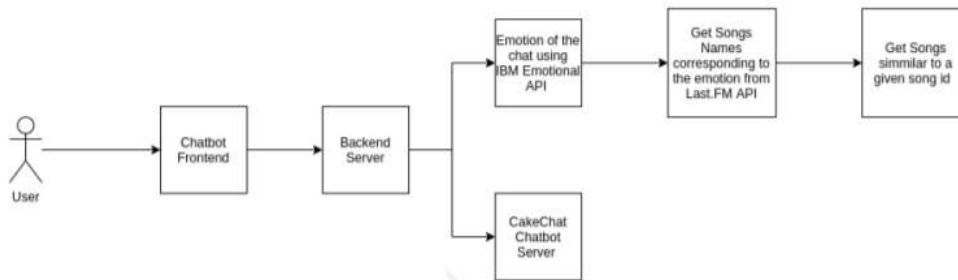 Emotion of the
chat using
IBM Emotional
API
Get Songs
Names
corresponding to
the emotion from
Last.FM API
Get Songs
simmilar to a
given song id
User
Chatbot
Frontend
Backend
Server
CakeChat
Chatbot
Server